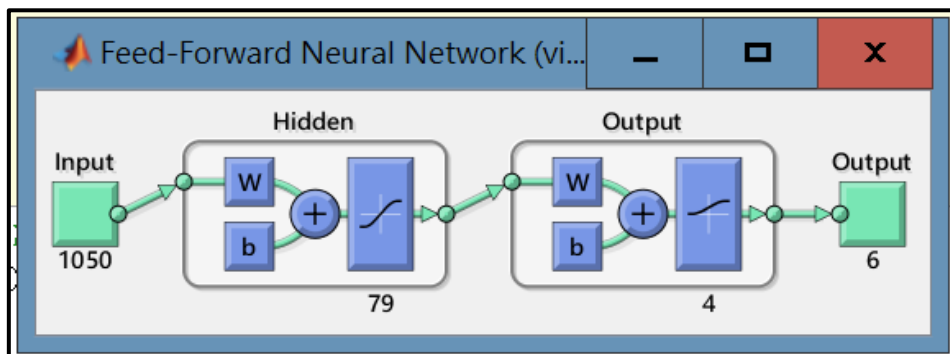 Feed-Forward Neural Network (vi...
Hidden
Output
Input
W
b
+
W
b
+
Output
1050
79
4
6